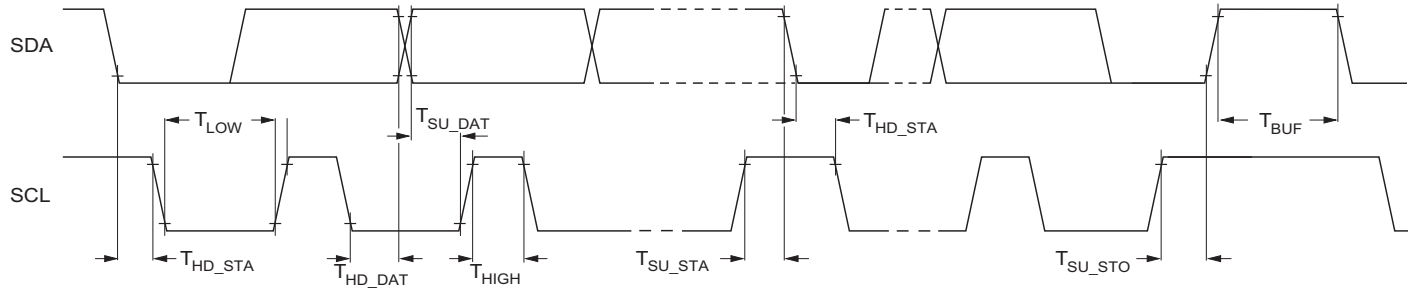 SDA
T_LOW
T_SU_DAT
T_HD_STA
T_BUF
SCL
T_HD_STA
T_HD_DAT
T_HIGH
T_SU_STA
T_SU_STO